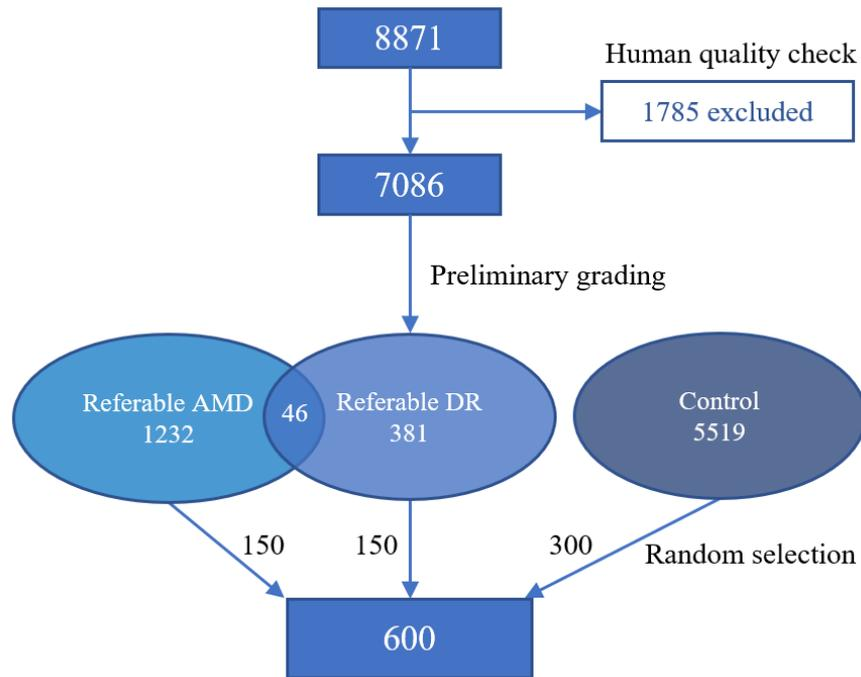 8871
Human quality check
1785 excluded
7086
Preliminary grading
Referable AMD
1232
46
Referable DR
381
Control
5519
150
150
300
Random selection
600